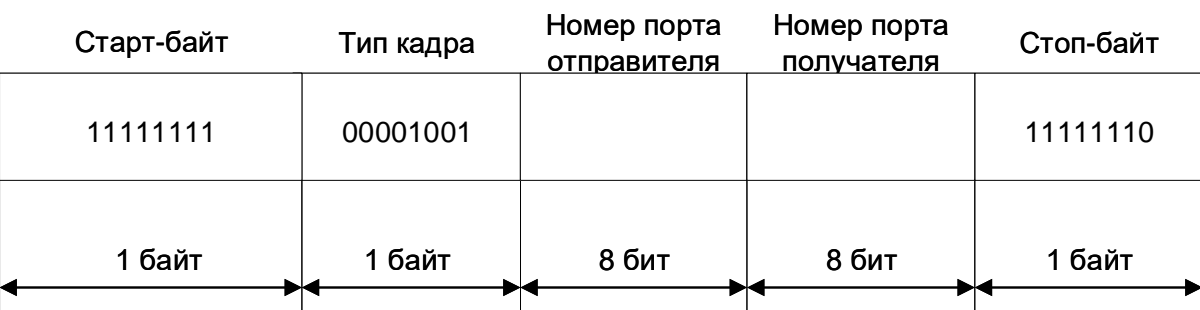 Старт-байт
Тип кадра
Номер порта
отправителя
Номер порта
получателя
Стоп-байт
11111111
00001001
11111110
1 байт
1 байт
8 бит
8 бит
1 байт